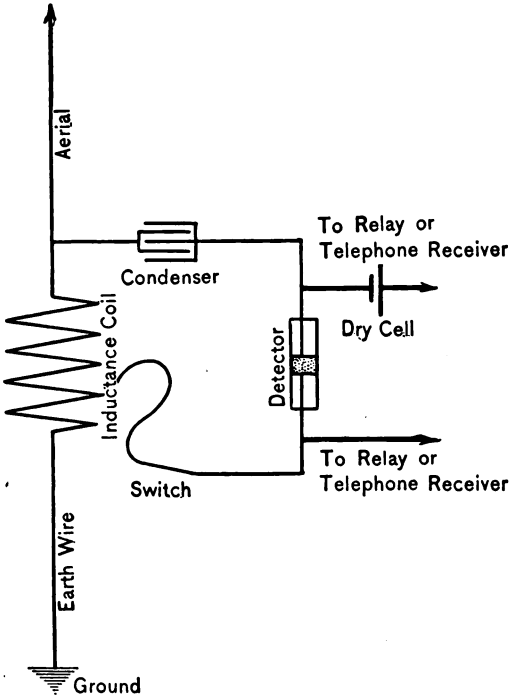 Aerial
To Relay or
Telephone Receiver
Condenser
Dry Cell
Inductance Coil
Detector
To Relay or
Telephone Receiver
Switch
Earth Wire
Ground